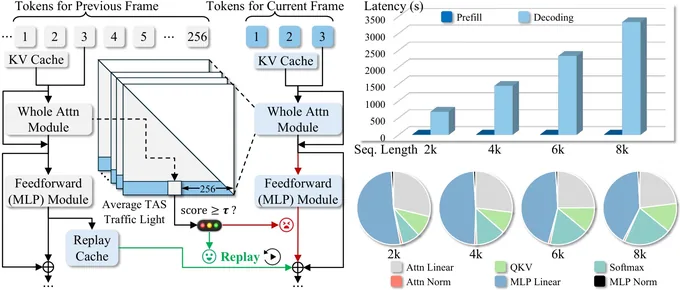 Tokens for Previous Frame
Tokens for Current Frame
... 1 2 3 4 5 ... 256
... 1 2 3
KV Cache
KV Cache
Whole Attn
Module
Whole Attn
Module
256
Feedforward
(MLP) Module
Feedforward
(MLP) Module
Average TAS
Traffic Light
score ≥ τ ?
Replay
Cache
Replay
...
...
Latency (s)
3500
3000
2500
2000
1500
1000
500
0
Prefill
Decoding
Seq. Length 2k 4k 6k 8k
2k 4k 6k 8k
Attn Linear
QKV
Softmax
Attn Norm
MLP Linear
MLP Norm